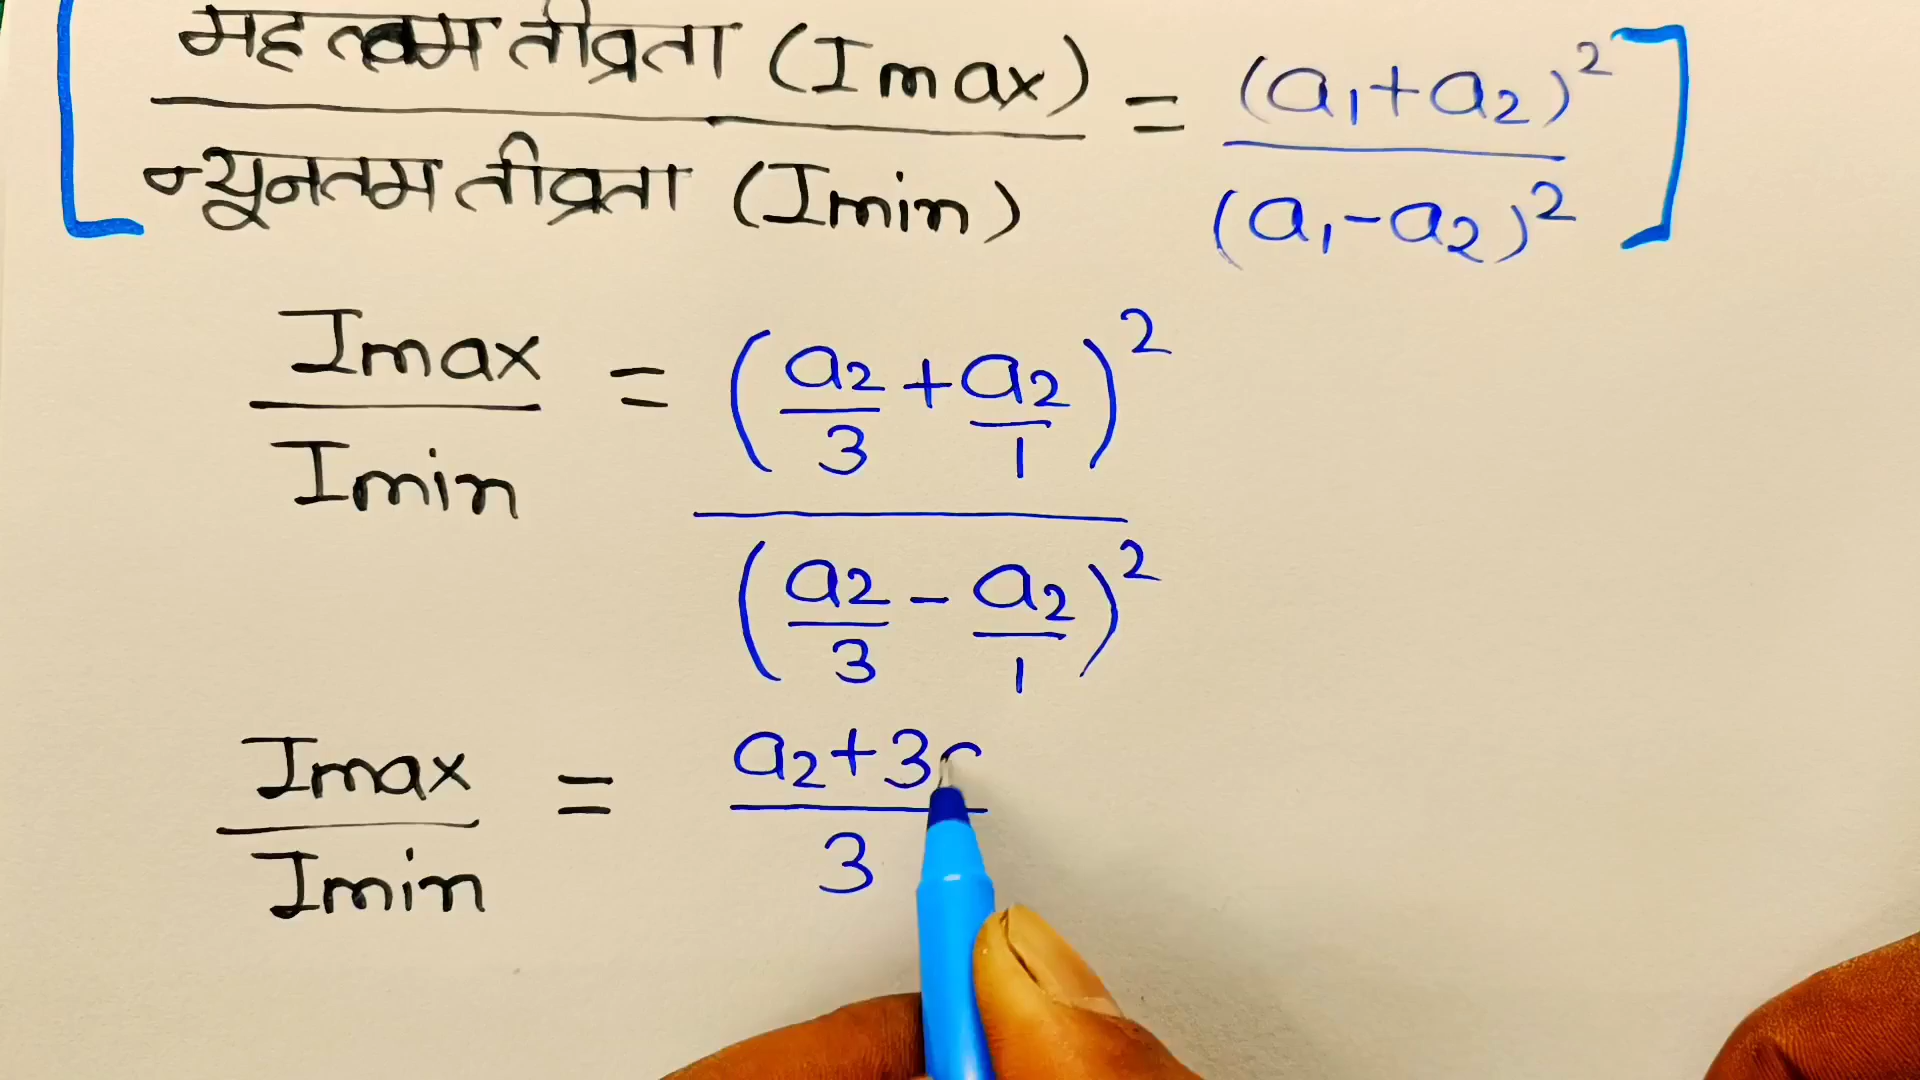 महत्तम तीव्रता (Imax) / न्यूनतम तीव्रता (Imin) = (a₁+a₂)² / (a₁-a₂)²
Imax / Imin = (a₂/3 + a₂/1)² / (a₂/3 - a₂/1)²
Imax / Imin = a₂+3 / 3